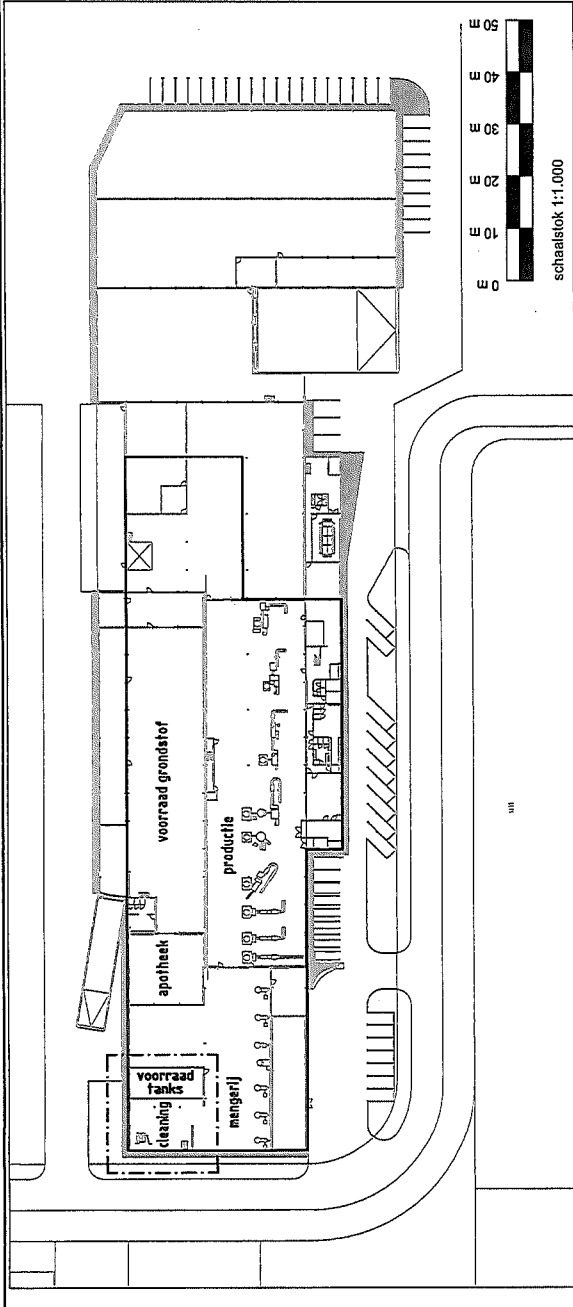 voorraad grondstof
productie
apotheek
voorraad
tanks
cleaning
mengerij
0 m
10 m
20 m
30 m
40 m
50 m
schaalstok 1:1.000